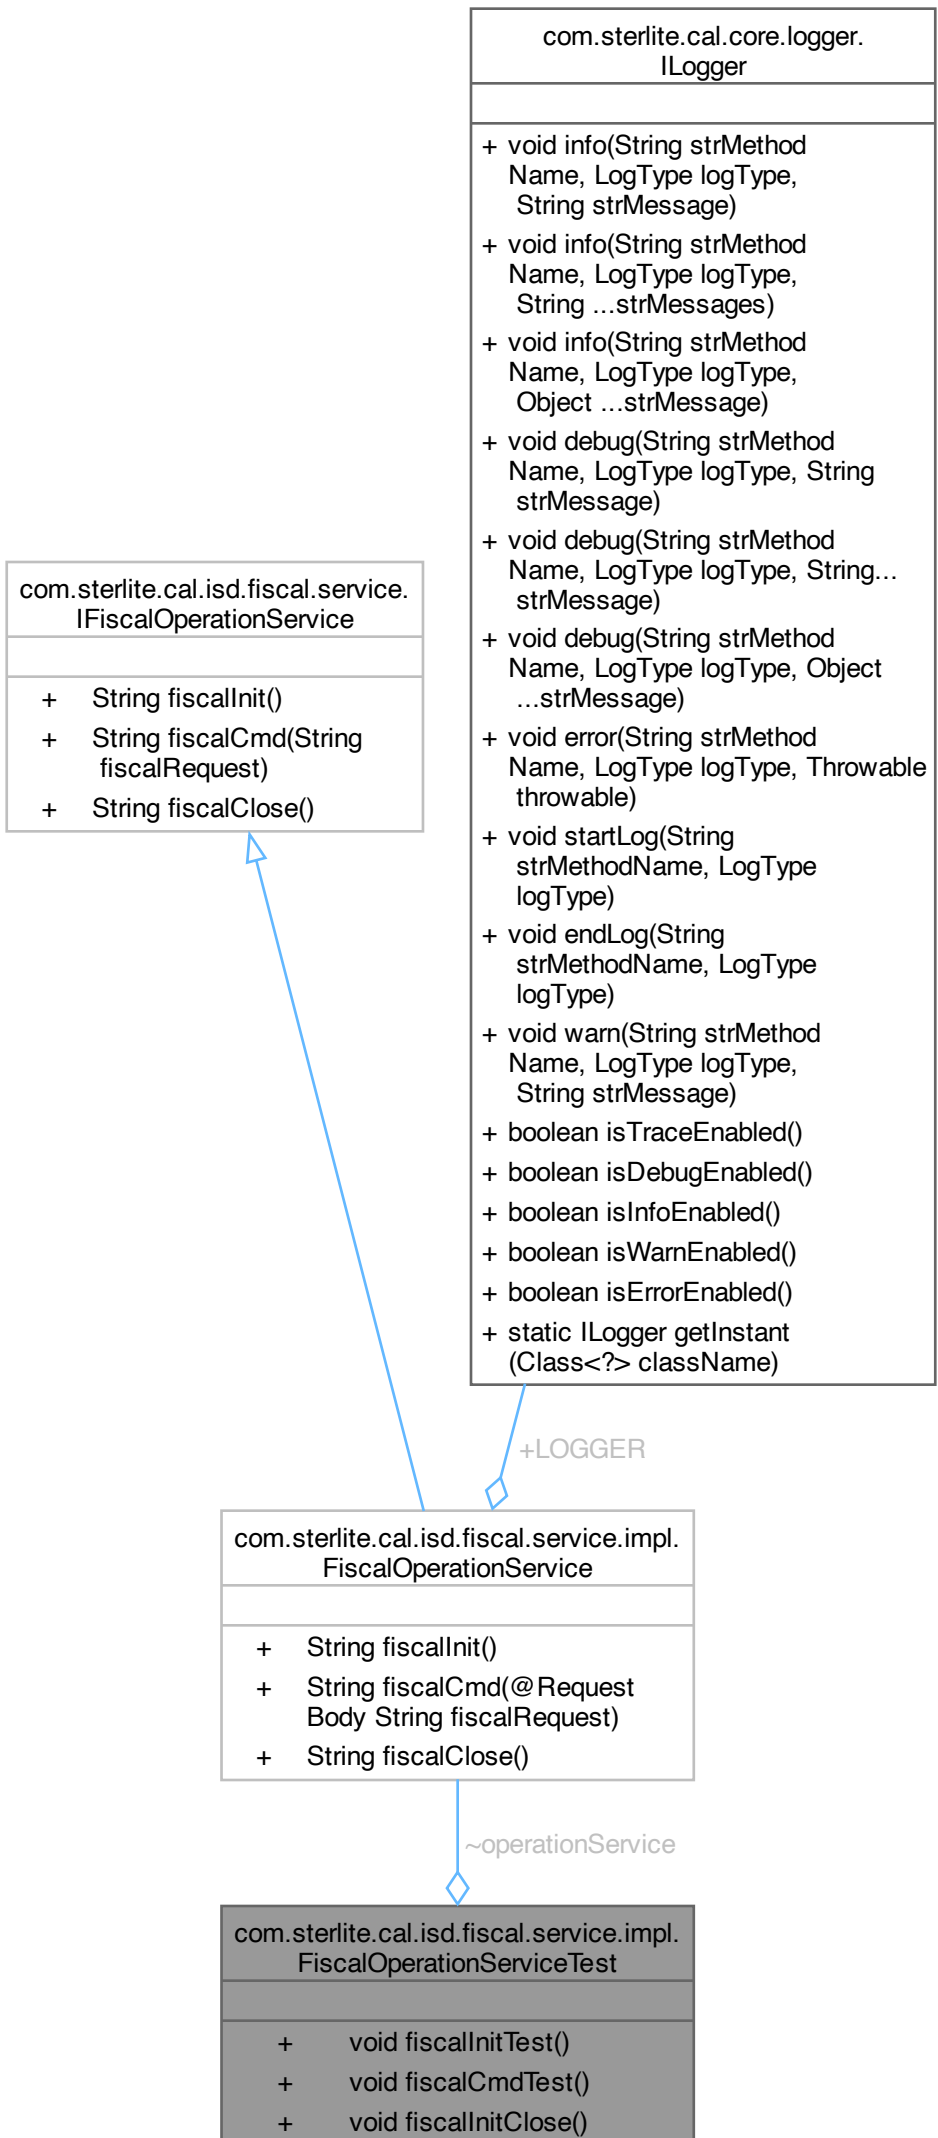 com.sterlite.cal.core.logger.
ILogger
+ void info(String strMethod
Name, LogType logType,
String strMessage)
+ void info(String strMethod
Name, LogType logType,
String ...strMessages)
+ void info(String strMethod
Name, LogType logType,
Object ...strMessage)
+ void debug(String strMethod
Name, LogType logType, String
strMessage)
+ void debug(String strMethod
Name, LogType logType, String...
strMessage)
+ void debug(String strMethod
Name, LogType logType, Object
...strMessage)
+ void error(String strMethod
Name, LogType logType, Throwable
throwable)
+ void startLog(String
strMethodName, LogType
logType)
+ void endLog(String
strMethodName, LogType
logType)
+ void warn(String strMethod
Name, LogType logType,
String strMessage)
+ boolean isTraceEnabled()
+ boolean isDebugEnabled()
+ boolean isInfoEnabled()
+ boolean isWarnEnabled()
+ boolean isErrorEnabled()
+ static ILogger getInstant
(Class<?> className)
com.sterlite.cal.isd.fiscal.service.
IFiscalOperationService
+ String fiscalInit()
+ String fiscalCmd(String
fiscalRequest)
+ String fiscalClose()
+LOGGER
com.sterlite.cal.isd.fiscal.service.impl.
FiscalOperationService
+ String fiscalInit()
+ String fiscalCmd(@Request
Body String fiscalRequest)
+ String fiscalClose()
~operationService
com.sterlite.cal.isd.fiscal.service.impl.
FiscalOperationServiceTest
+ void fiscalInitTest()
+ void fiscalCmdTest()
+ void fiscalInitClose()